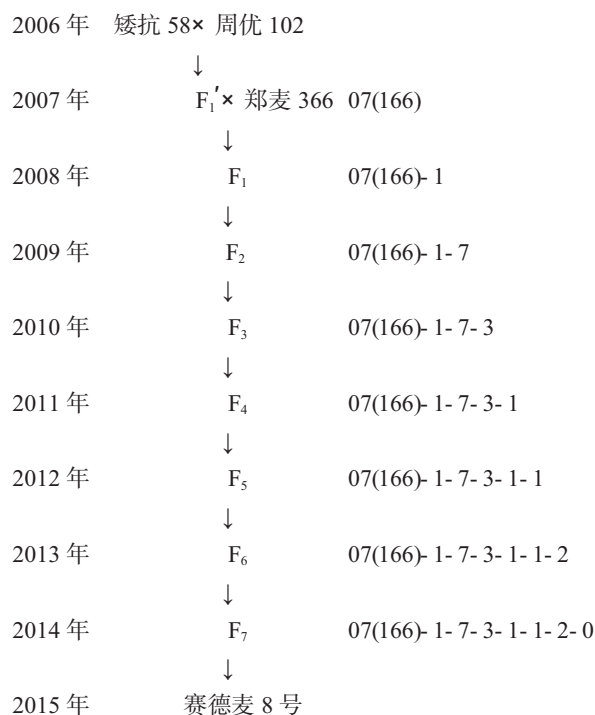 2006 年 矮抗 58× 周优 102
↓
2007 年 F₁′× 郑麦 366 07(166)
↓
2008 年 F₁ 07(166)- 1
↓
2009 年 F₂ 07(166)- 1- 7
↓
2010 年 F₃ 07(166)- 1- 7- 3
↓
2011 年 F₄ 07(166)- 1- 7- 3- 1
↓
2012 年 F₅ 07(166)- 1- 7- 3- 1- 1
↓
2013 年 F₆ 07(166)- 1- 7- 3- 1- 1- 2
↓
2014 年 F₇ 07(166)- 1- 7- 3- 1- 1- 2- 0
↓
2015 年 赛德麦 8 号